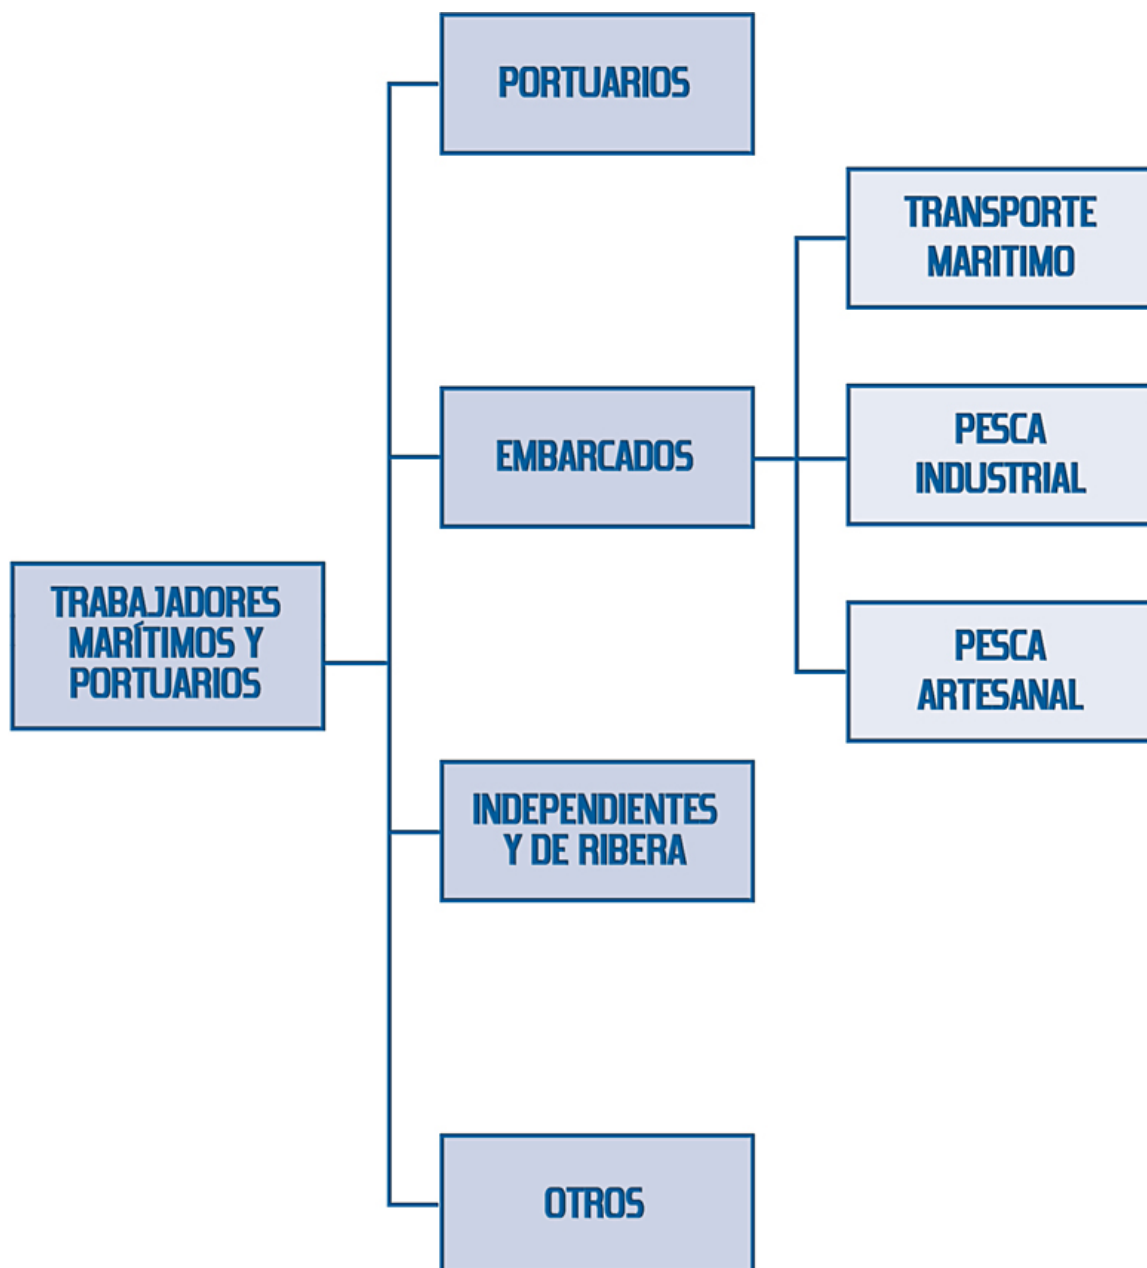 PORTUARIOS
TRANSPORTE
MARITIMO
EMBARCADOS
PESCA
INDUSTRIAL
PESCA
ARTESANAL
TRABAJADORES
MARÍTIMOS Y
PORTUARIOS
INDEPENDIENTES
Y DE RIBERA
OTROS